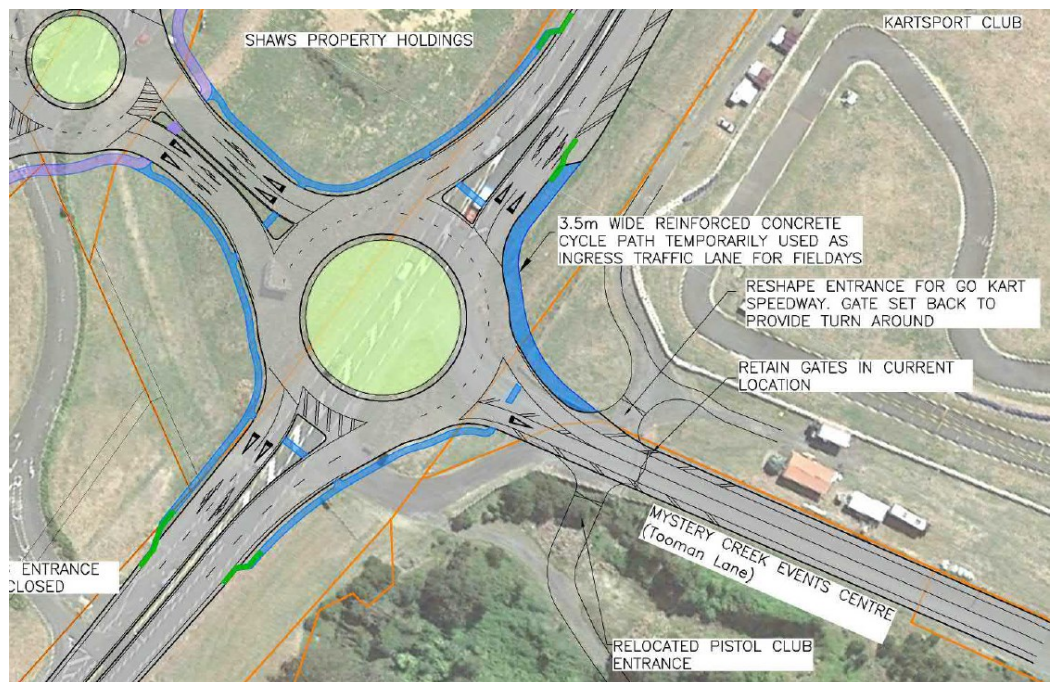 SHAWS PROPERTY HOLDINGS
KARTSPORT CLUB
3.5m WIDE REINFORCED CONCRETE
CYCLE PATH TEMPORARILY USED AS
INGRESS TRAFFIC LANE FOR FIELDAYS
RESHAPE ENTRANCE FOR GO KART
SPEEDWAY. GATE SET BACK TO
PROVIDE TURN AROUND
RETAIN GATES IN CURRENT
LOCATION
MYSTERY CREEK EVENTS CENTRE
(Tooman Lane)
ENTRANCE
CLOSED
RELOCATED PISTOL CLUB
ENTRANCE